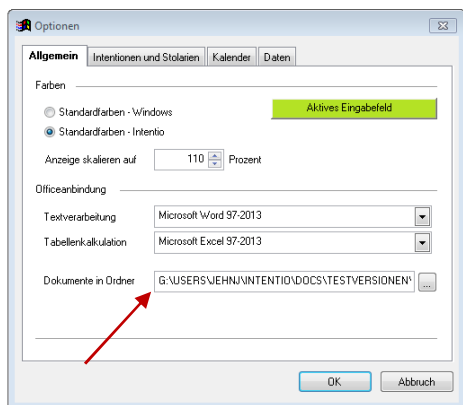 Optionen
Allgemein Intentionen und Stolarien Kalender Daten
Farben
Standardfarben - Windows
Aktives Eingabefeld
Standardfarben - Intentio
Anzeige skalieren auf 110 Prozent
Officeanbindung
Textverarbeitung Microsoft Word 97-2013
Tabellenkalkulation Microsoft Excel 97-2013
Dokumente in Ordner G:\USERS\JEHNJ\INTENTIO\DOCS\TESTVERSIONEN\ ...
OK Abbruch